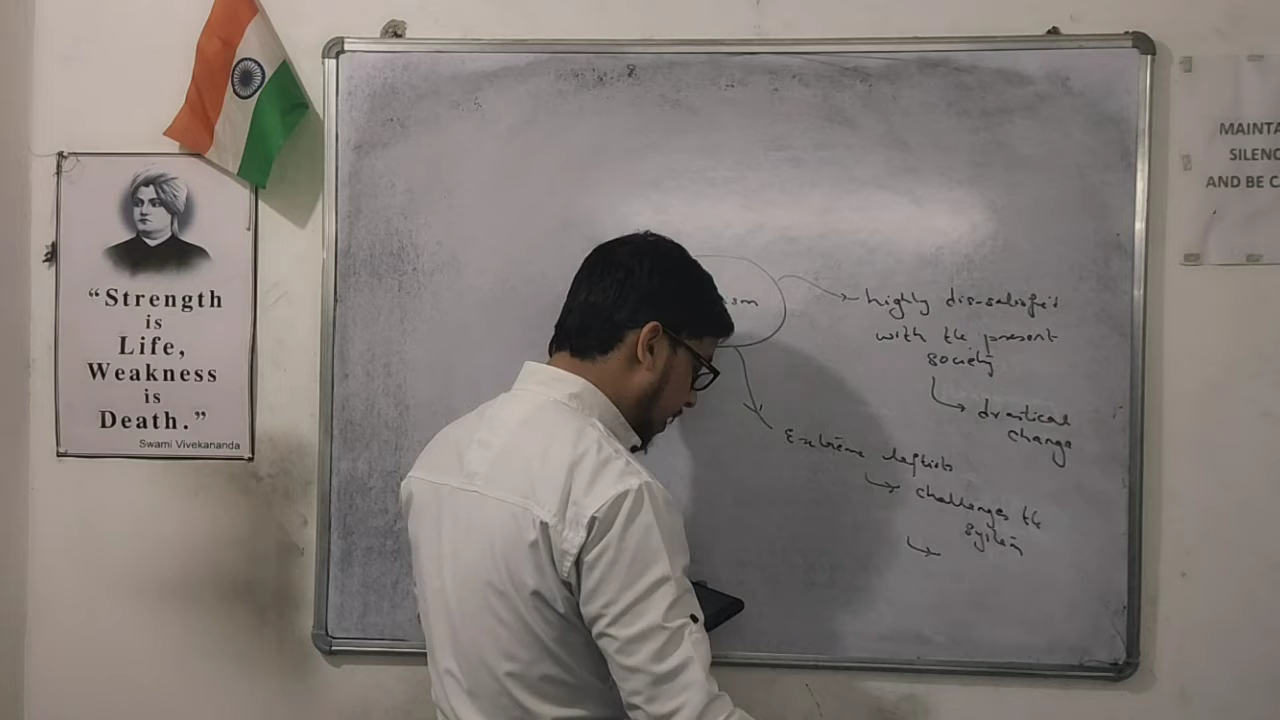 “Strength
is
Life,
Weakness
is
Death.”
Swami Vivekananda
ism
highly dis-satisfied
with the present
society
drastical
change
Extreme leftists
challenges the
system
MAINTA
SILENC
AND BE C